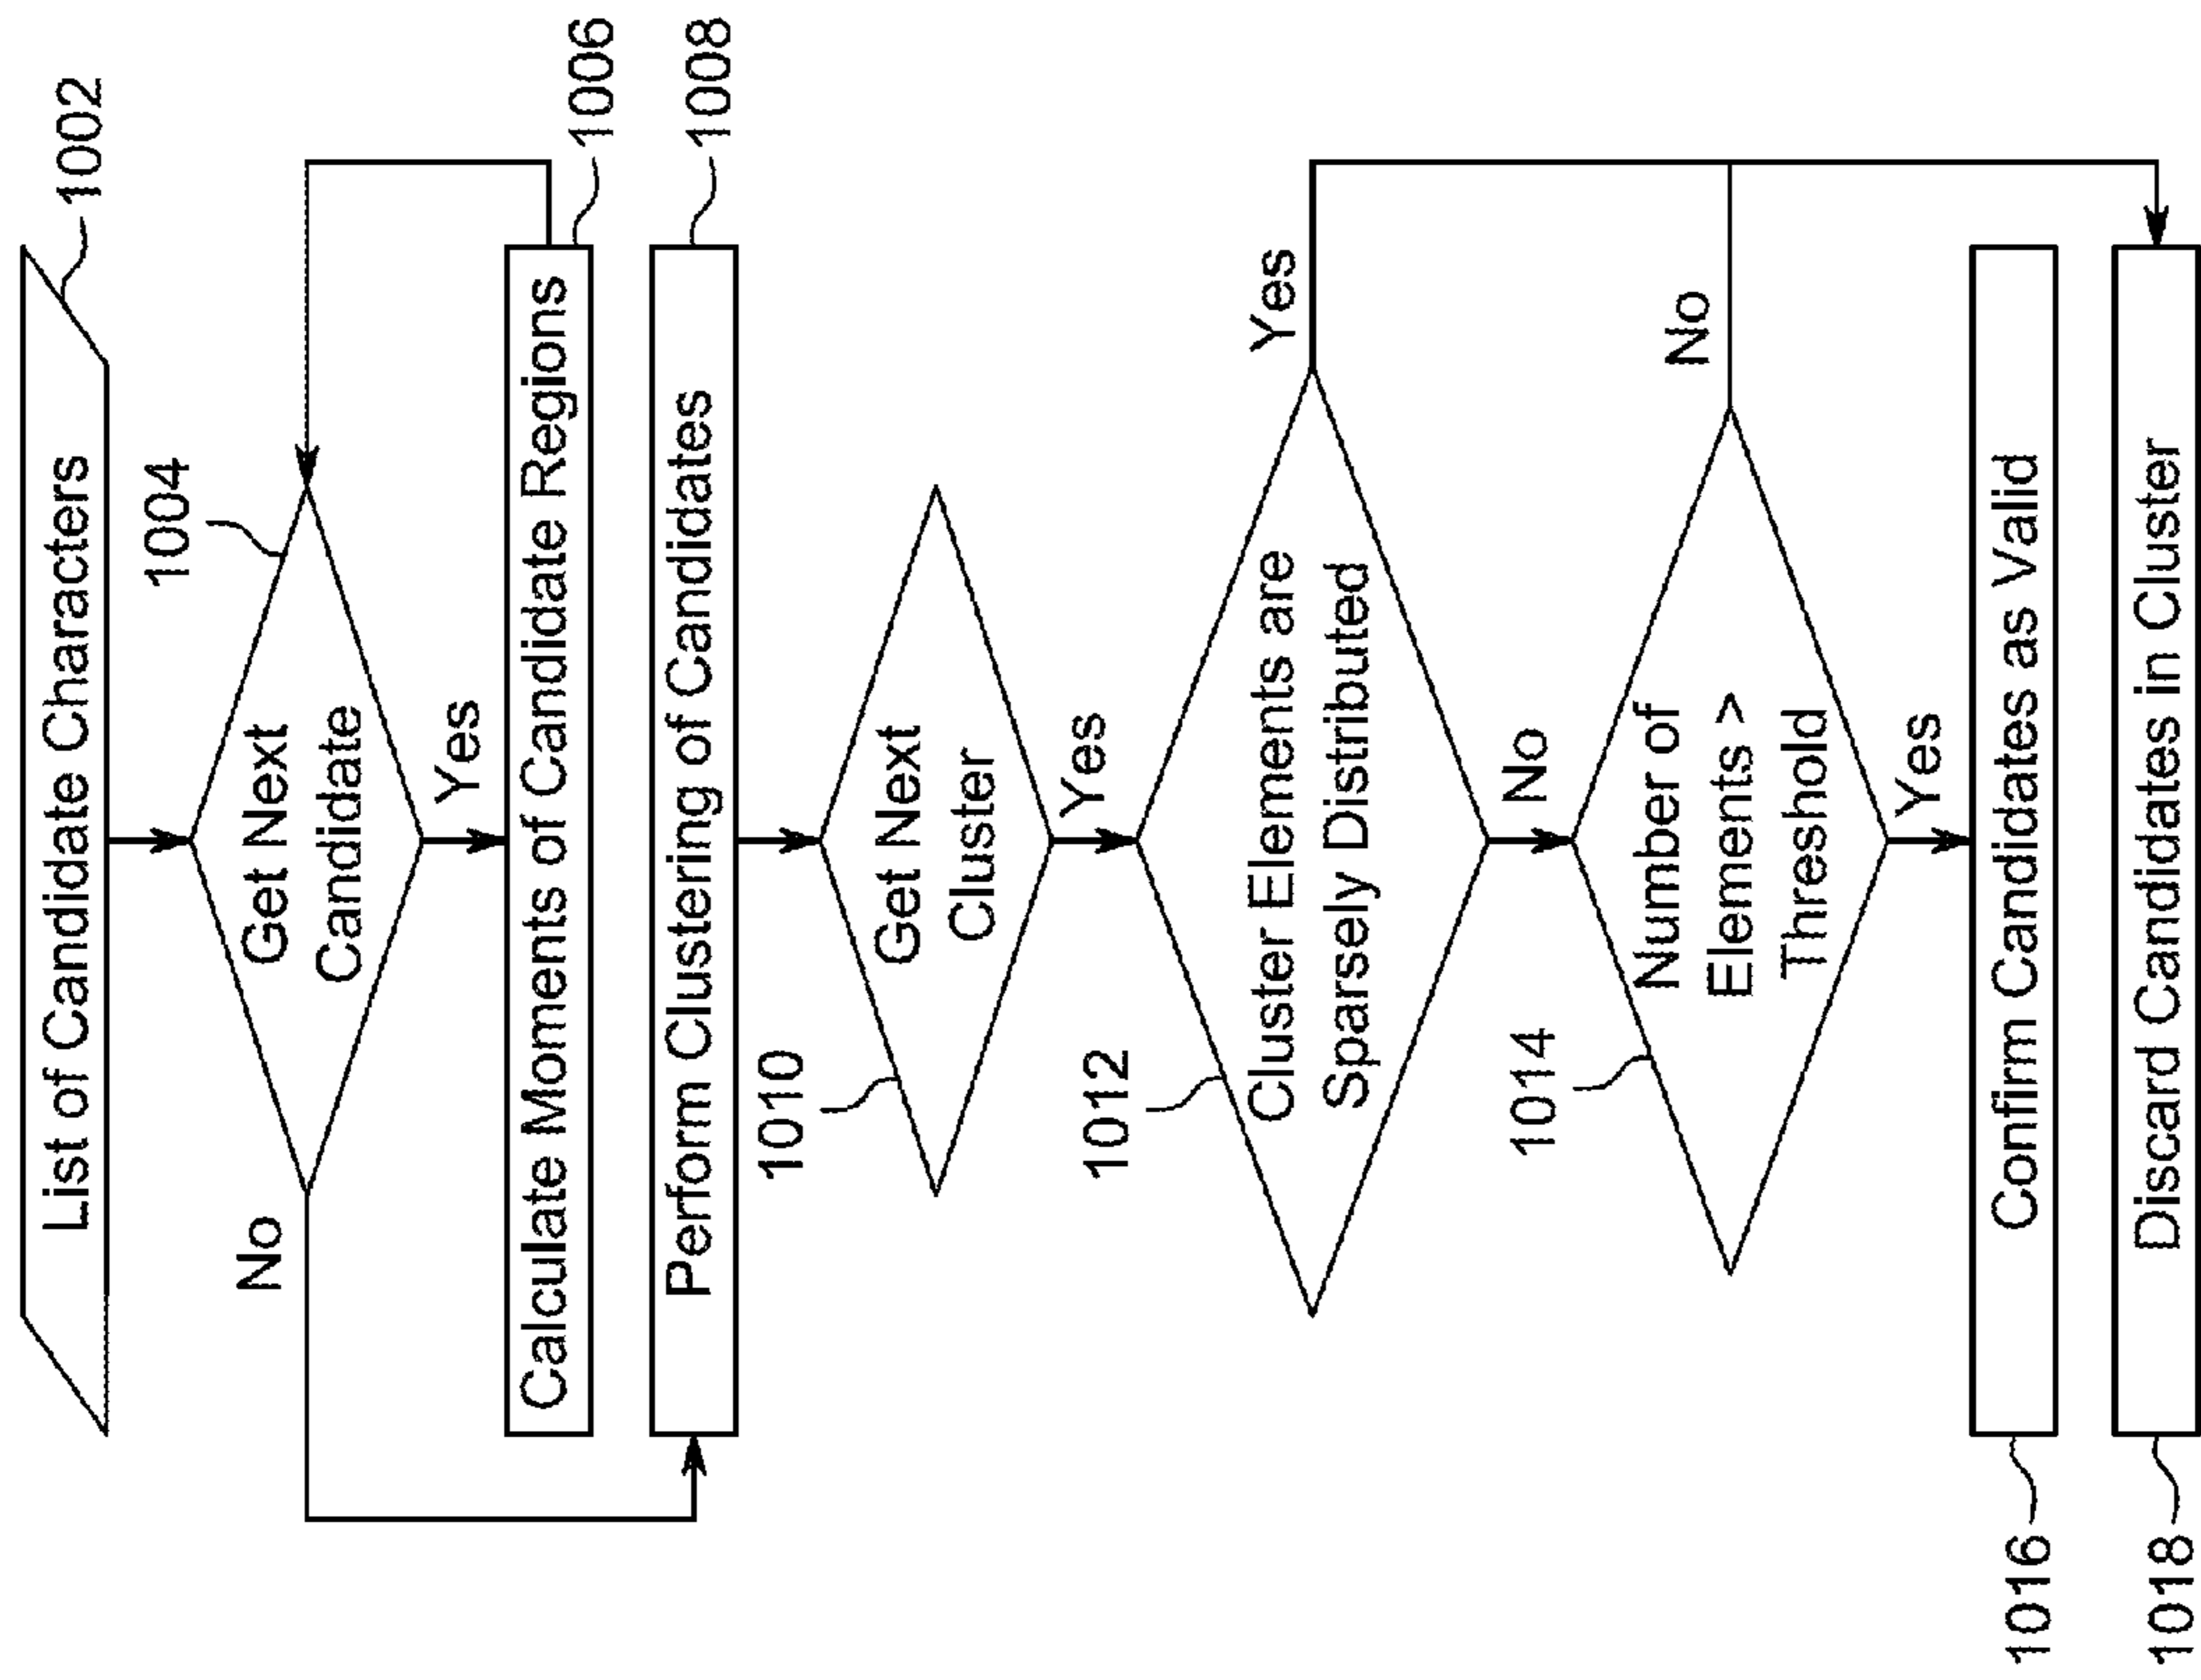 List of Candidate Characters
1002
1004
Get Next
Candidate
No
Yes
Calculate Moments of Candidate Regions
1006
Perform Clustering of Candidates
1008
1010
Get Next
Cluster
Yes
1012
Cluster Elements are
Sparsely Distributed
Yes
No
1014
Number of
Elements >
Threshold
No
Yes
Confirm Candidates as Valid
1016
Discard Candidates in Cluster
1018